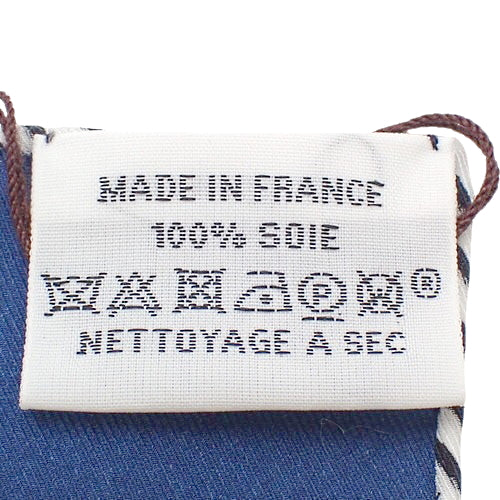 MADE IN FRANCE
100% SOIE
P ®
NETTOYAGE A SEC